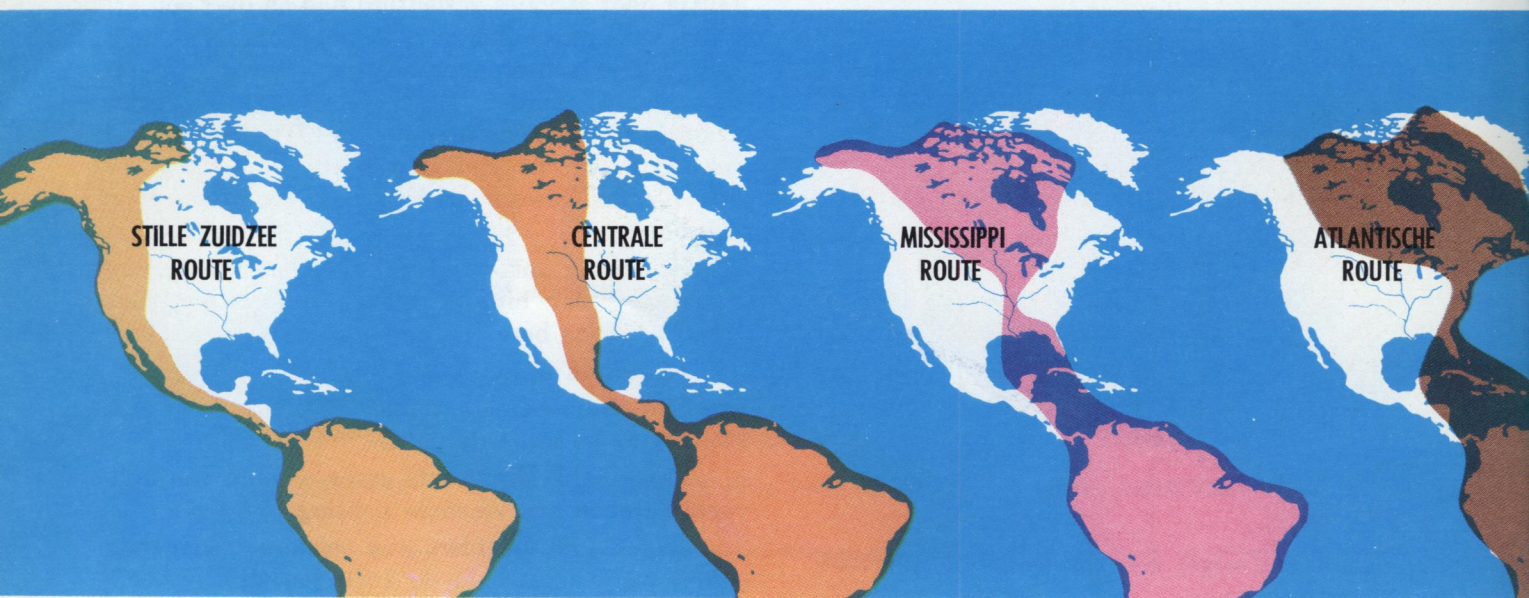 STILLE ZUIDZEE
ROUTE
CENTRALE
ROUTE
MISSISSIPPI
ROUTE
ATLANTISCHE
ROUTE